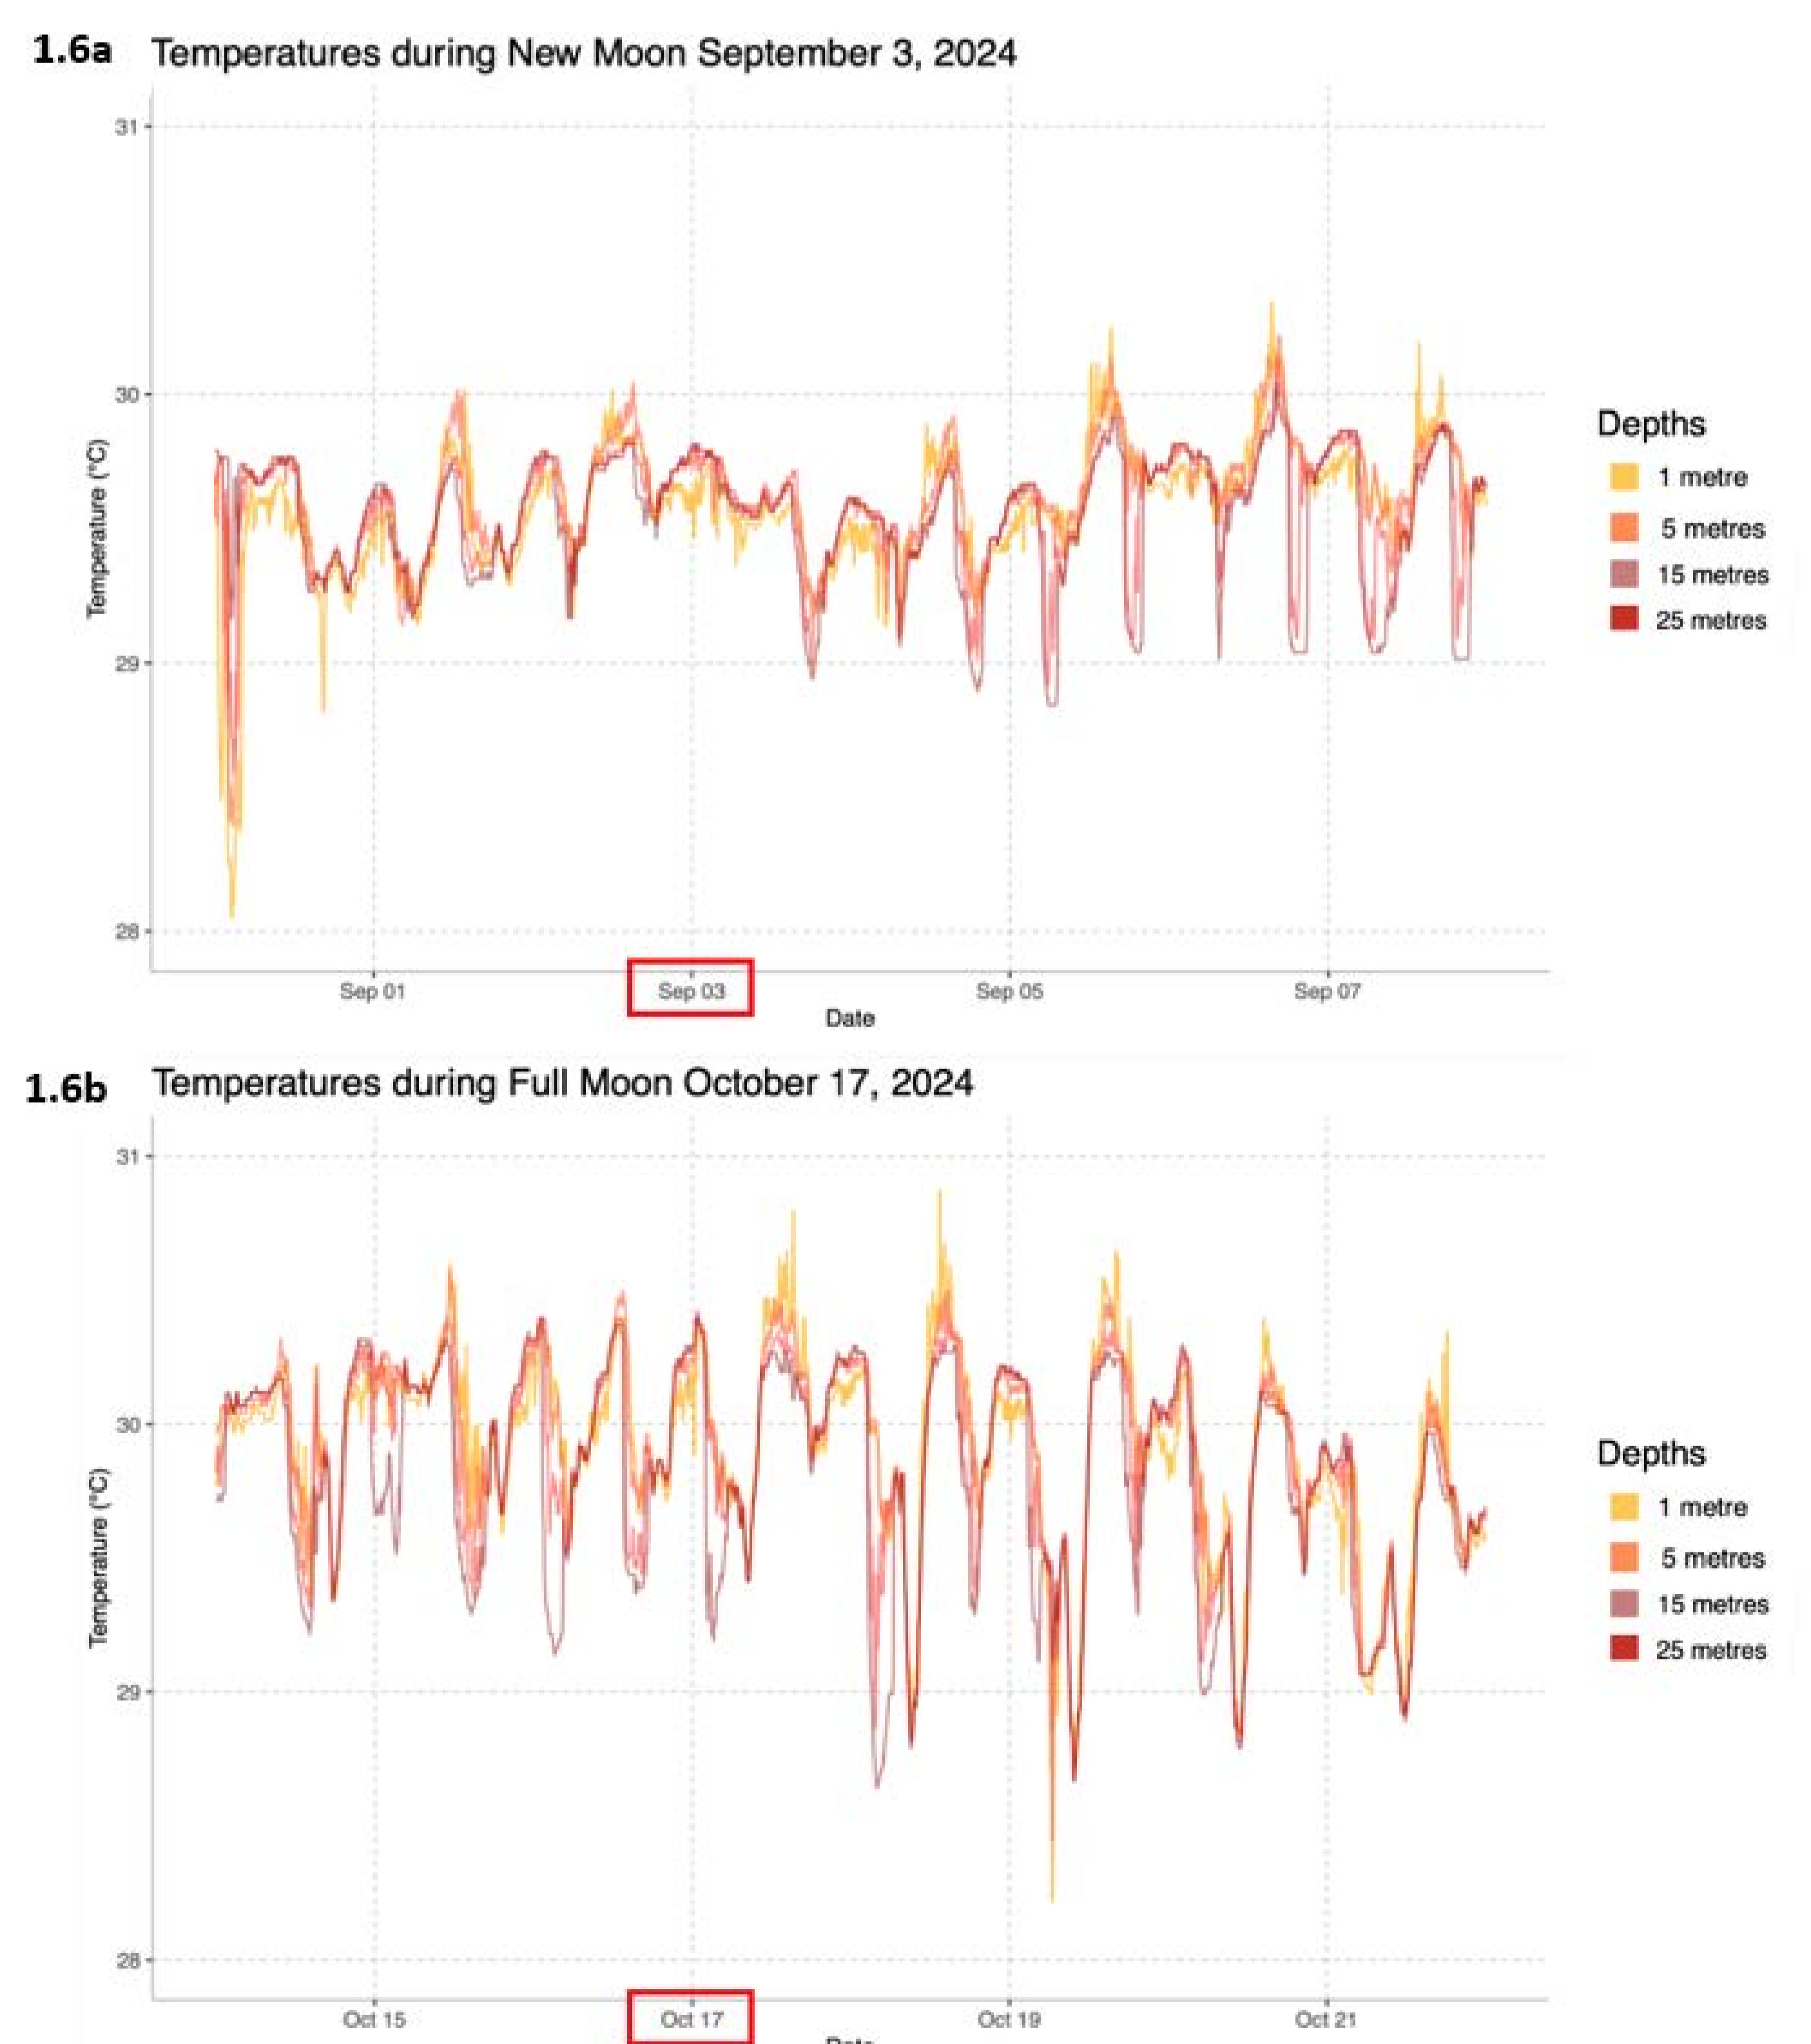 1.6a Temperatures during New Moon September 3, 2024
31
30
29
28
Temperature (°C)
Sep 01 Sep 03 Sep 05 Sep 07
Date
Depths
1 metre
5 metres
15 metres
25 metres
1.6b Temperatures during Full Moon October 17, 2024
31
30
29
28
Temperature (°C)
Oct 15 Oct 17 Oct 19 Oct 21
Depths
1 metre
5 metres
15 metres
25 metres